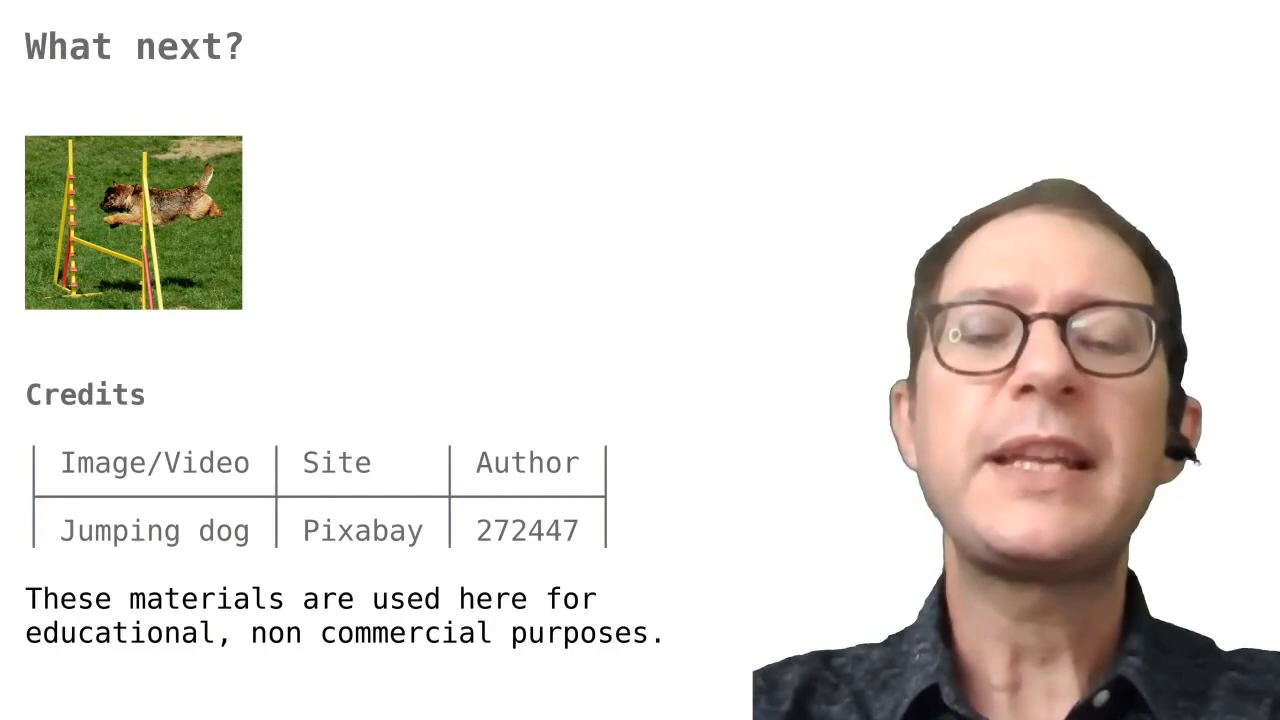 What next?
Credits
Image/Video Site Author
Jumping dog Pixabay 272447
These materials are used here for
educational, non commercial purposes.